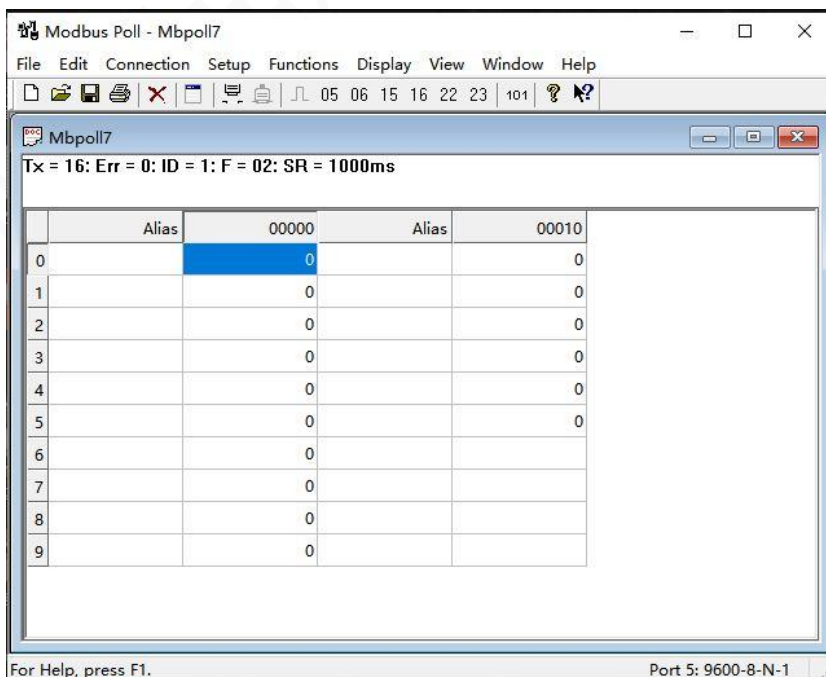 Modbus Poll - Mbpoll7
File Edit Connection Setup Functions Display View Window Help
05 06 15 16 22 23 101
Mbpoll7
Tx = 16: Err = 0: ID = 1: F = 02: SR = 1000ms
Alias 00000 Alias 00010
0 0 0
1 0 0
2 0 0
3 0 0
4 0 0
5 0 0
6 0
7 0
8 0
9 0
For Help, press F1. Port 5: 9600-8-N-1